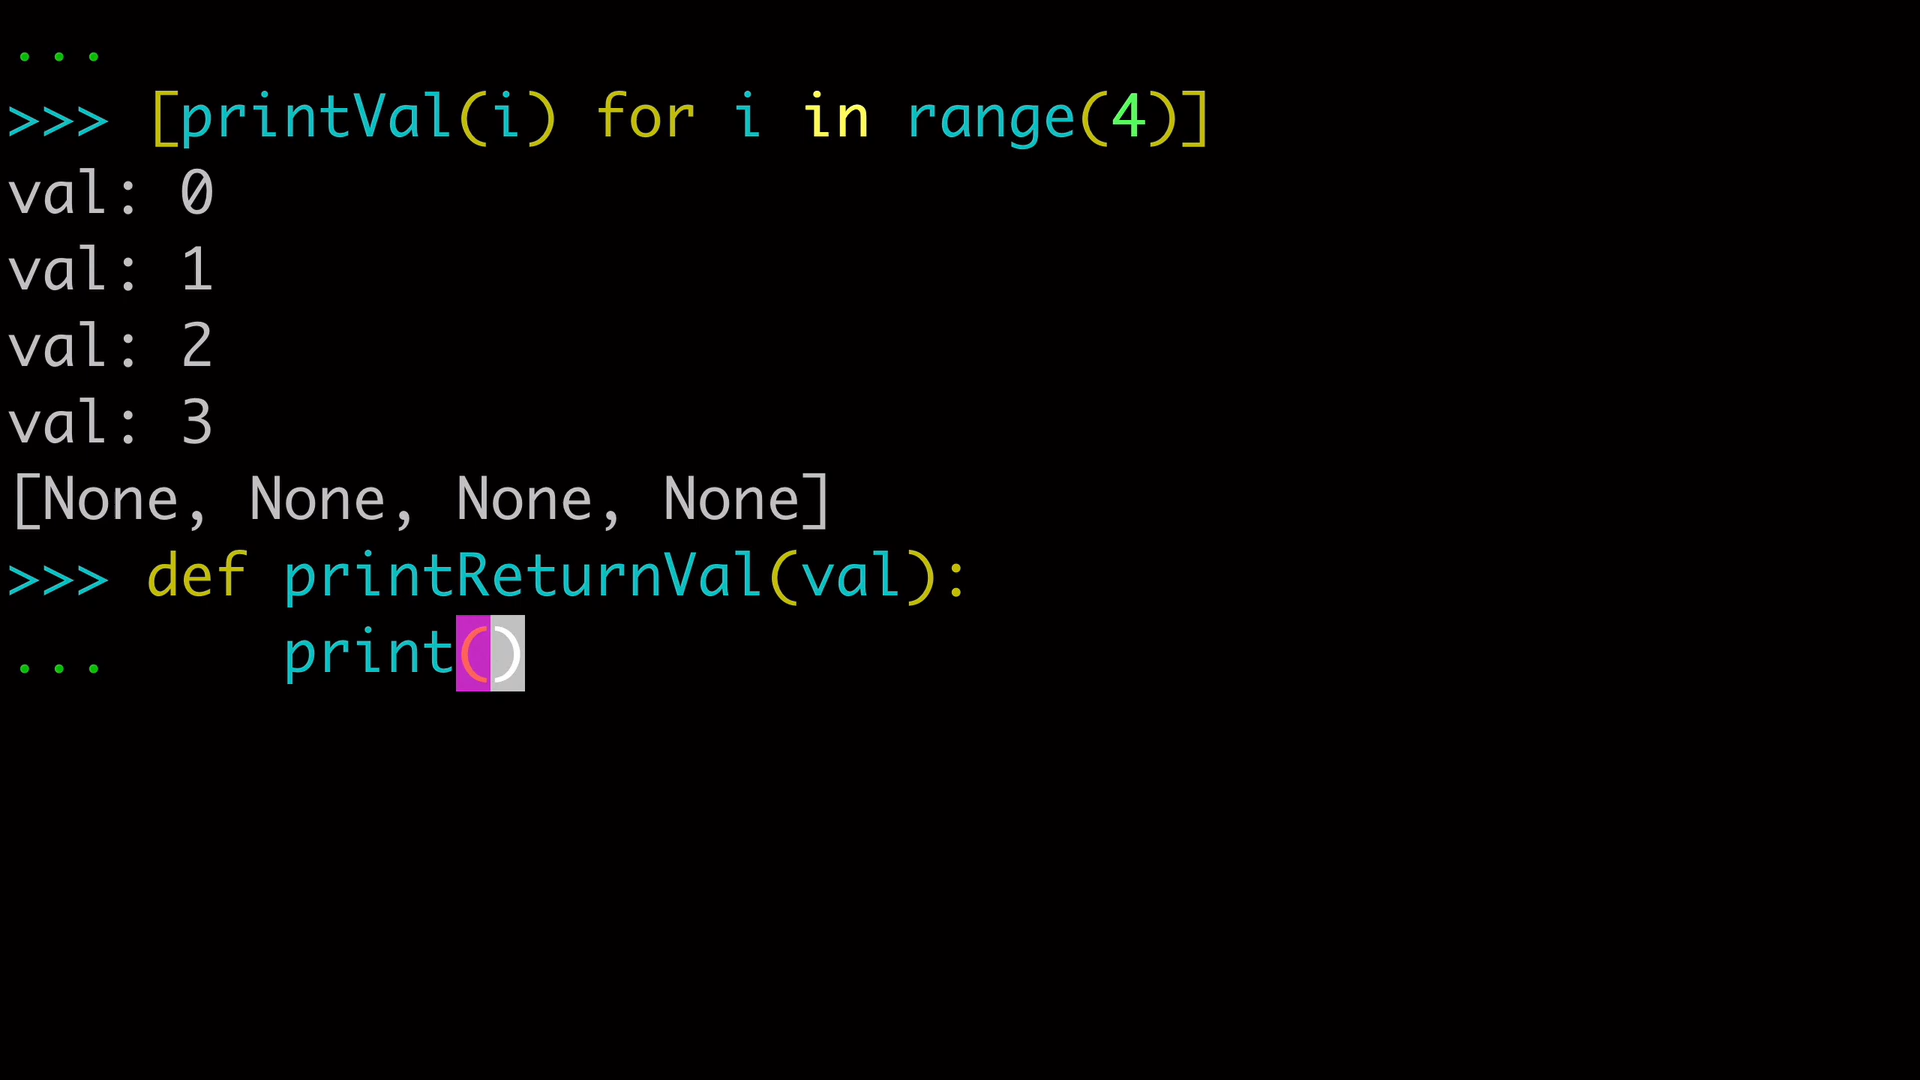 ...
>>> [printVal(i) for i in range(4)]
val: 0
val: 1
val: 2
val: 3
[None, None, None, None]
>>> def printReturnVal(val):
...     print()